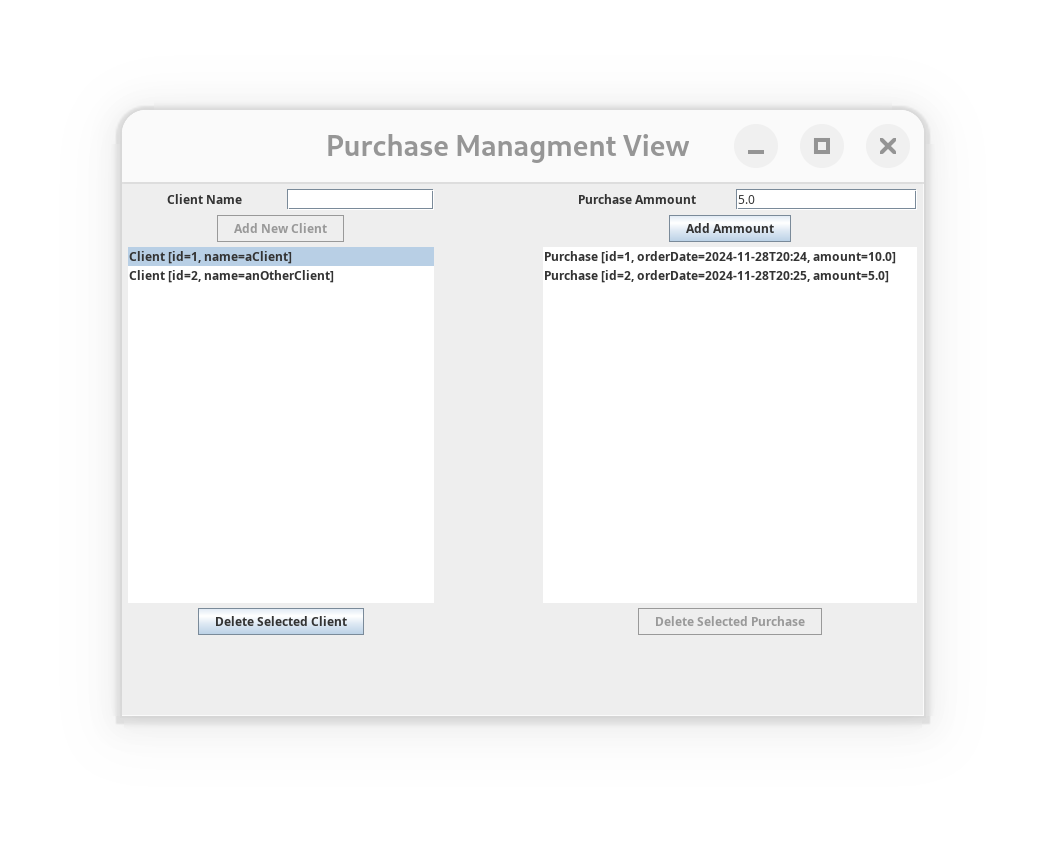 Purchase Managment View
Client Name
Purchase Ammount 5.0
Add New Client
Add Ammount
Client [id=1, name=aClient]
Client [id=2, name=anOtherClient]
Purchase [id=1, orderDate=2024-11-28T20:24, amount=10.0]
Purchase [id=2, orderDate=2024-11-28T20:25, amount=5.0]
Delete Selected Client
Delete Selected Purchase